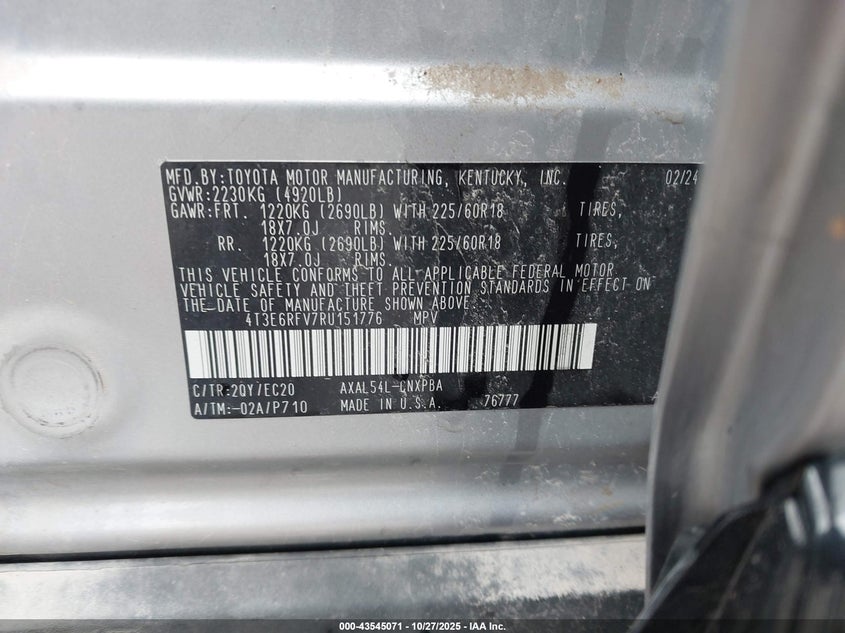 MFD.BY:TOYOTA MOTOR MANUFACTURING, KENTUCKY, INC. 02/24
GVWR:2230KG (4920LB)
GAWR:FRT. 1220KG (2690LB) WITH 225/60R18 TIRES,
18X7.0J RIMS.
RR. 1220KG (2690LB) WITH 225/60R18 TIRES,
18X7.0J RIMS.
THIS VEHICLE CONFORMS TO ALL APPLICABLE FEDERAL MOTOR
VEHICLE SAFETY AND THEFT PREVENTION STANDARDS IN EFFECT ON
THE DATE OF MANUFACTURE SHOWN ABOVE.
4T3E6RFV7RU151776 MPV
C/TR:2QY/EC20 AXAL54L-CNXPBA
A/TM:-02A/P710 MADE IN U.S.A. 76777
000-43545071 | 10/27/2025 - IAA Inc.